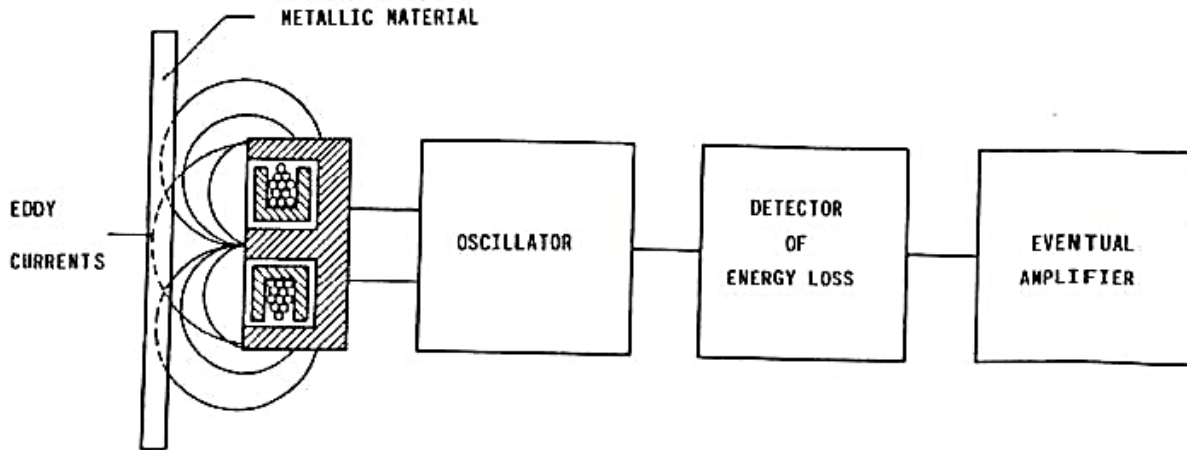 METALLIC MATERIAL
EDDY
CURRENTS
OSCILLATOR
DETECTOR
OF
ENERGY LOSS
EVENTUAL
AMPLIFIER